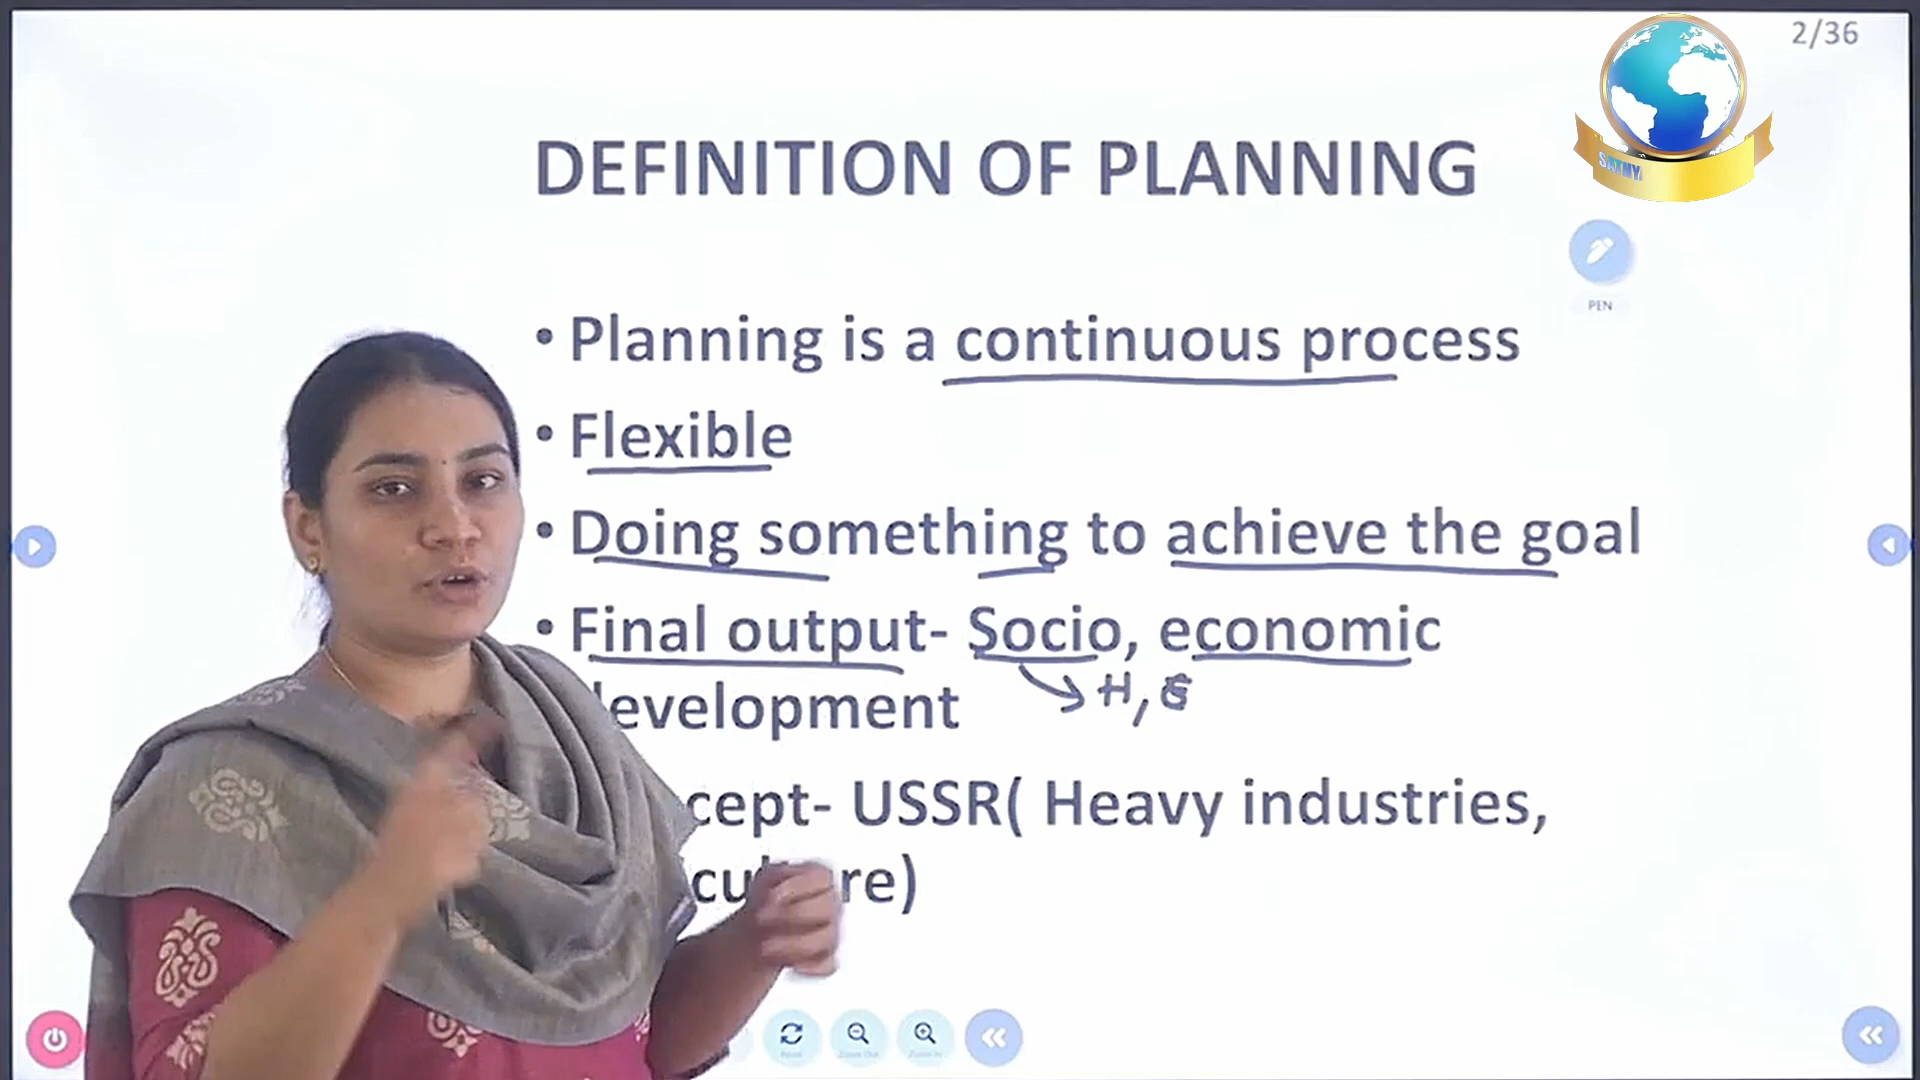 2/36
DEFINITION OF PLANNING
PEN
• Planning is a continuous process
• Flexible
• Doing something to achieve the goal
• Final output- Socio, economic
evelopment
H, E
cept- USSR( Heavy industries,
re)